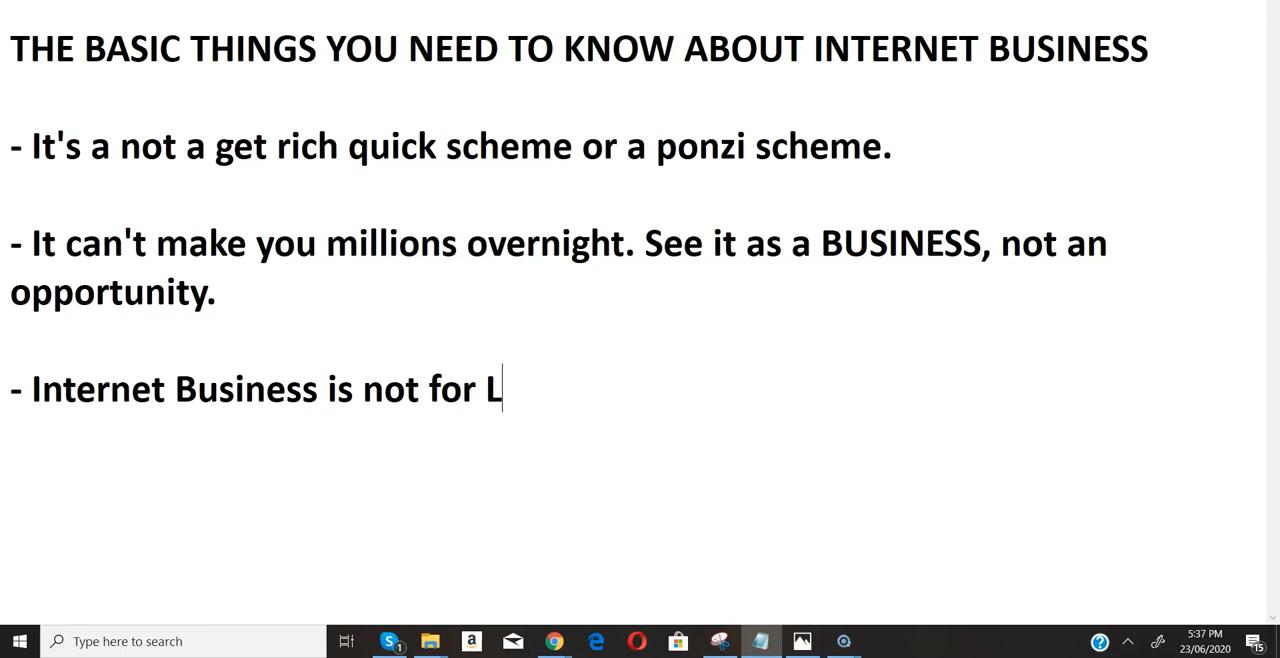 THE BASIC THINGS YOU NEED TO KNOW ABOUT INTERNET BUSINESS
- It's a not a get rich quick scheme or a ponzi scheme.
- It can't make you millions overnight. See it as a BUSINESS, not an
opportunity.
- Internet Business is not for L
Type here to search
1
a
5:37 PM
23/06/2020
15